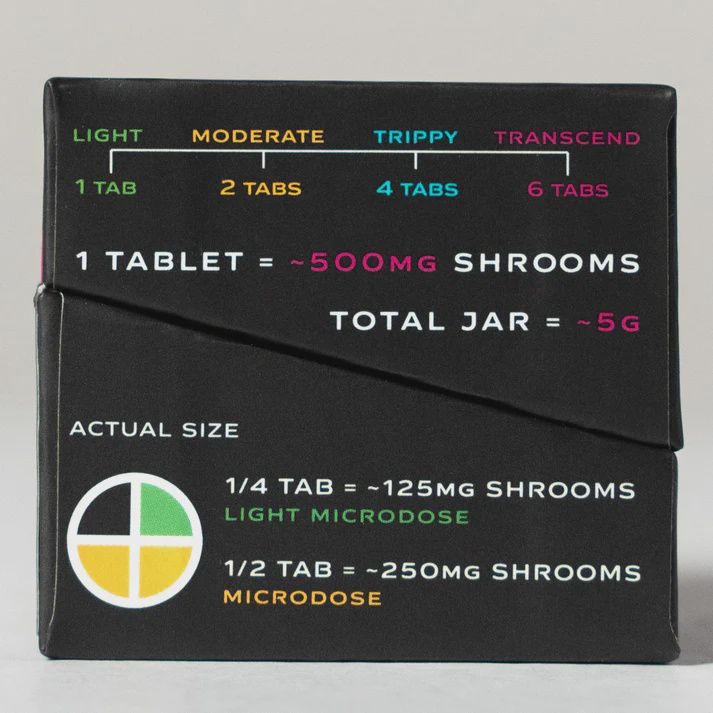 LIGHT MODERATE TRIPPY TRANSCEND
1 TAB 2 TABS 4 TABS 6 TABS
1 TABLET = ~500MG SHROOMS
TOTAL JAR = ~5G
ACTUAL SIZE
1/4 TAB = ~125MG SHROOMS
LIGHT MICRODOSE
1/2 TAB = ~250MG SHROOMS
MICRODOSE